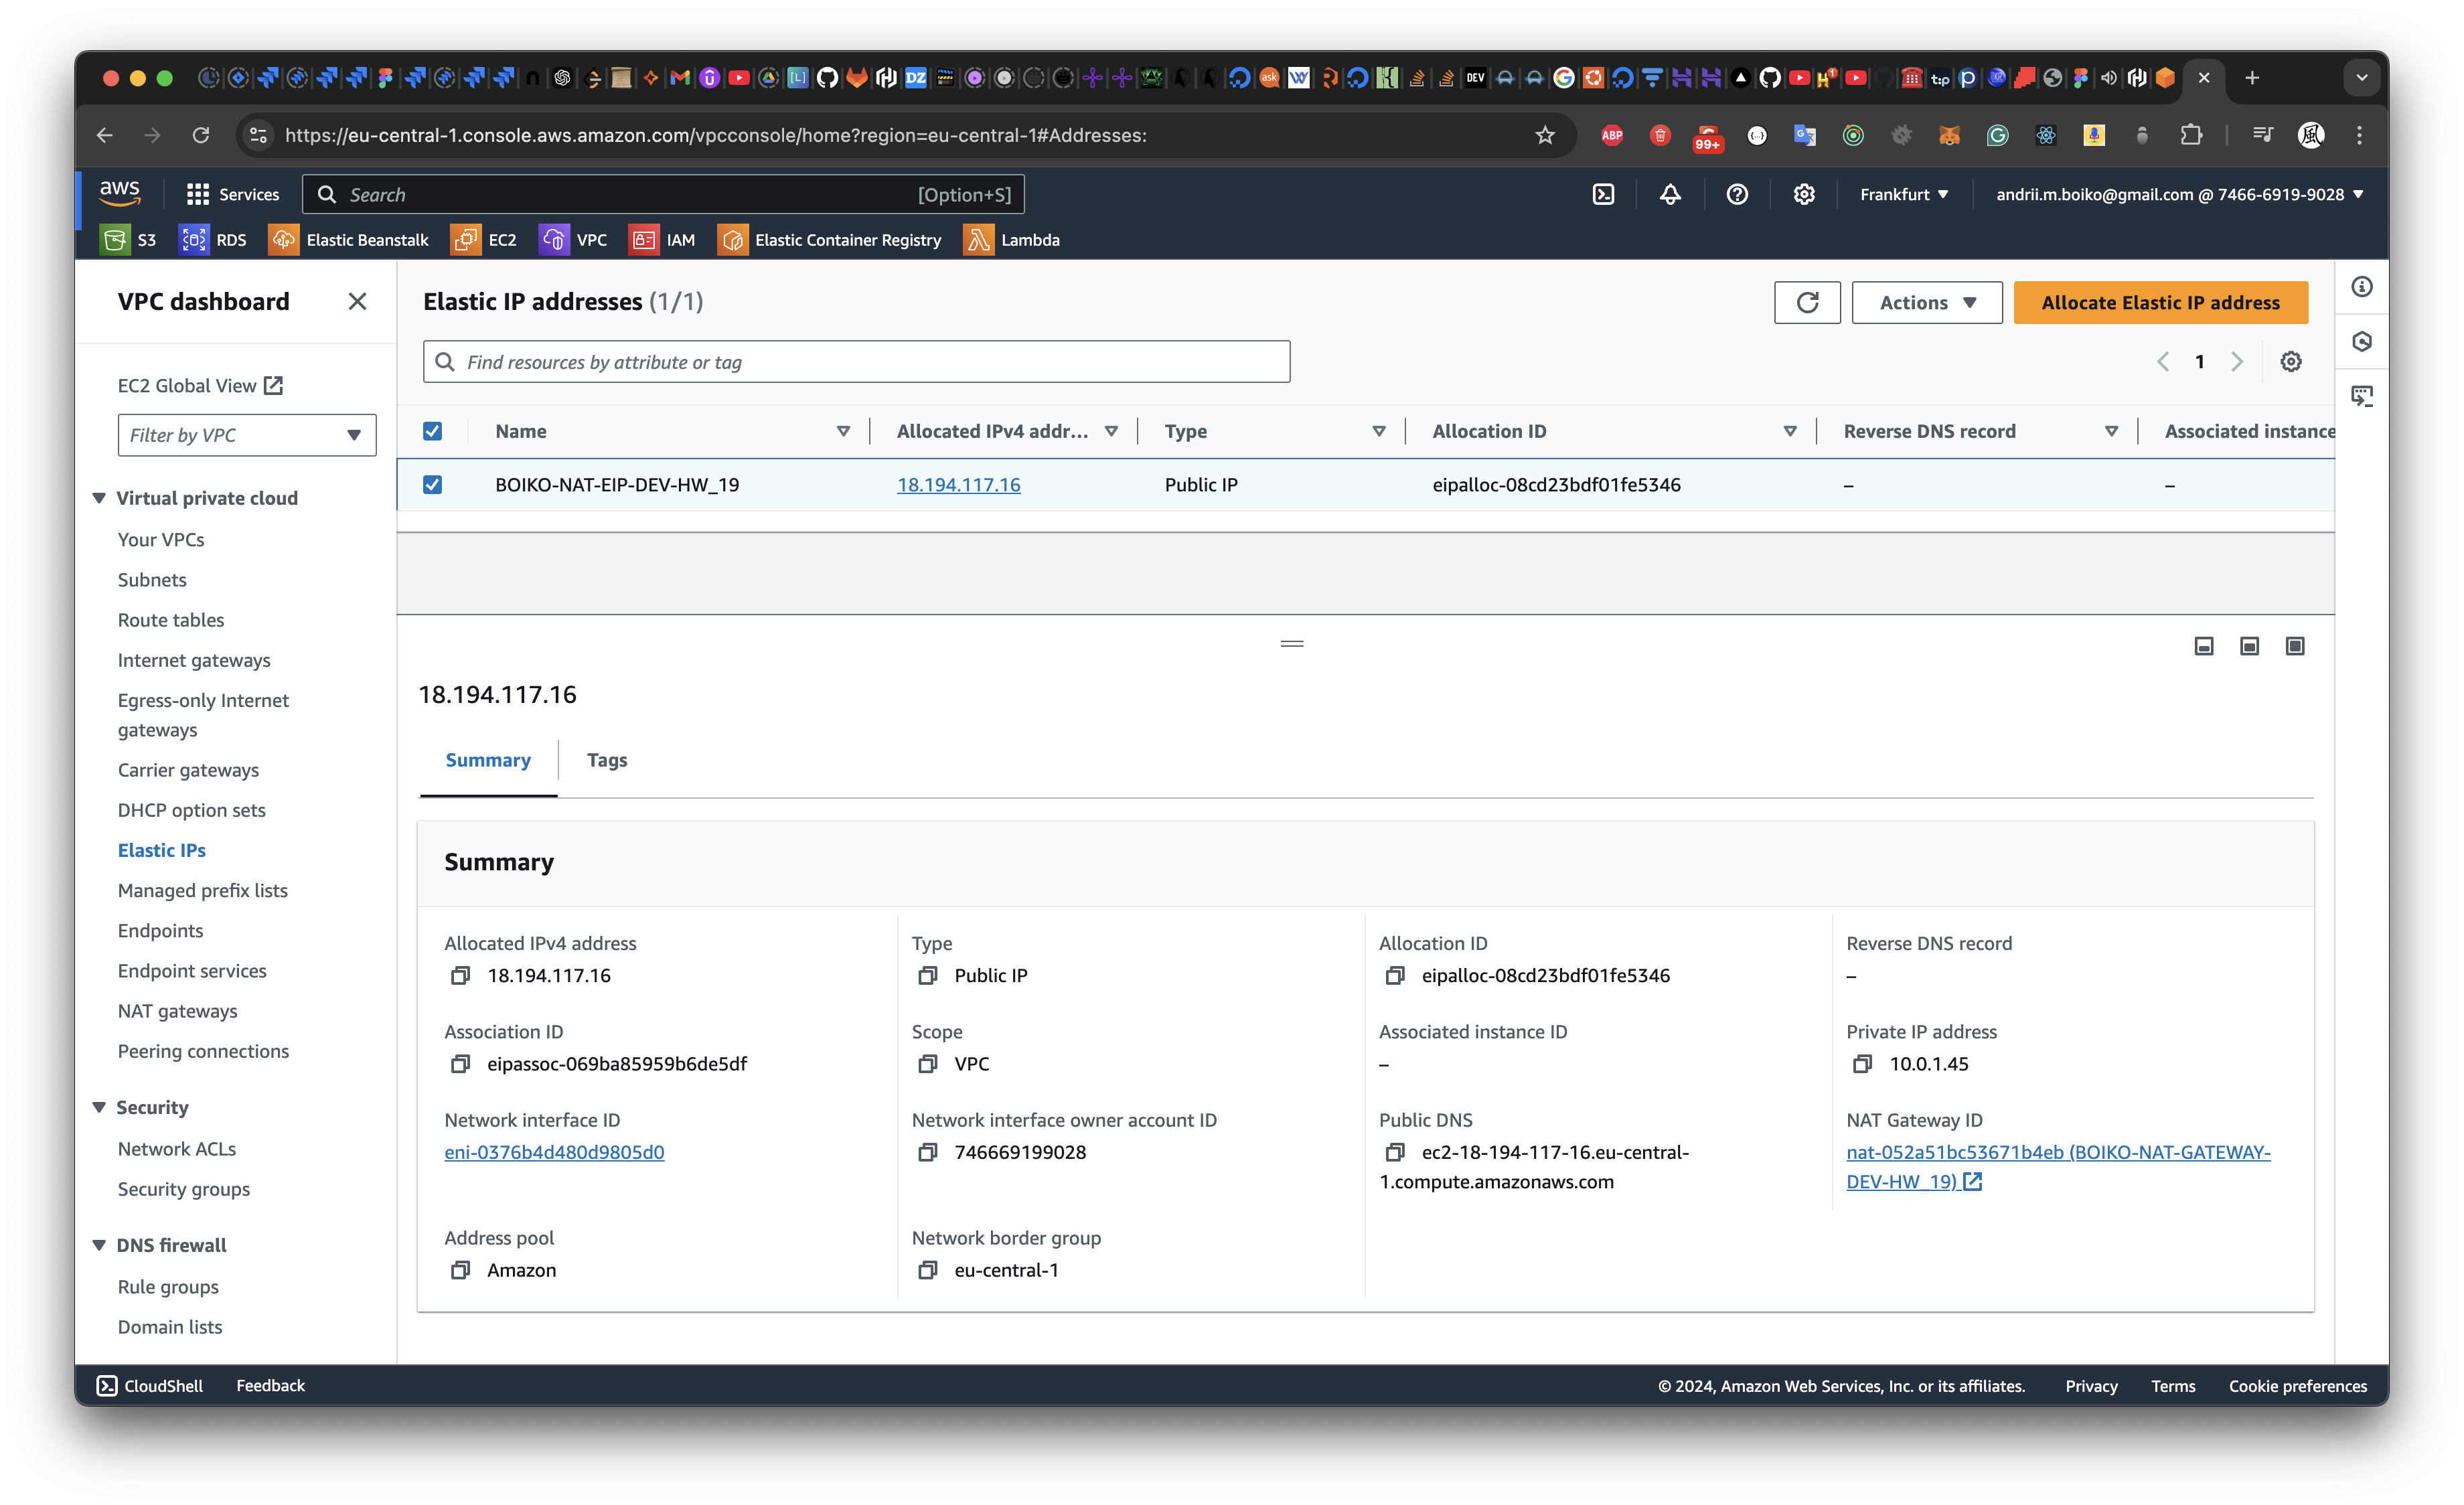 ask
DEV
t:p
DZ
[L]
https://eu-central-1.console.aws.amazon.com/vpcconsole/home?region=eu-central-1#Addresses:
ABP
99+
風
aws
Services
Search
[Option+S]
Frankfurt
andrii.m.boiko@gmail.com @ 7466-6919-9028
S3
RDS
Elastic Beanstalk
EC2
VPC
IAM
Elastic Container Registry
Lambda
VPC dashboard
EC2 Global View
Filter by VPC
Virtual private cloud
Your VPCs
Subnets
Route tables
Internet gateways
Egress-only Internet
gateways
Carrier gateways
DHCP option sets
Elastic IPs
Managed prefix lists
Endpoints
Endpoint services
NAT gateways
Peering connections
Security
Network ACLs
Security groups
DNS firewall
Rule groups
Domain lists
Elastic IP addresses (1/1)
Actions
Allocate Elastic IP address
Find resources by attribute or tag
1
Name
Allocated IPv4 addr...
Type
Allocation ID
Reverse DNS record
Associated instance
BOIKO-NAT-EIP-DEV-HW_19
18.194.117.16
Public IP
eipalloc-08cd23bdf01fe5346
–
–
18.194.117.16
Summary
Tags
Summary
Allocated IPv4 address
18.194.117.16
Type
Public IP
Allocation ID
eipalloc-08cd23bdf01fe5346
Reverse DNS record
–
Association ID
eipassoc-069ba85959b6de5df
Scope
VPC
Associated instance ID
–
Private IP address
10.0.1.45
Network interface ID
eni-0376b4d480d9805d0
Network interface owner account ID
746669199028
Public DNS
ec2-18-194-117-16.eu-central-
1.compute.amazonaws.com
NAT Gateway ID
nat-052a51bc53671b4eb (BOIKO-NAT-GATEWAY-
DEV-HW_19)
Address pool
Amazon
Network border group
eu-central-1
CloudShell
Feedback
© 2024, Amazon Web Services, Inc. or its affiliates.
Privacy
Terms
Cookie preferences